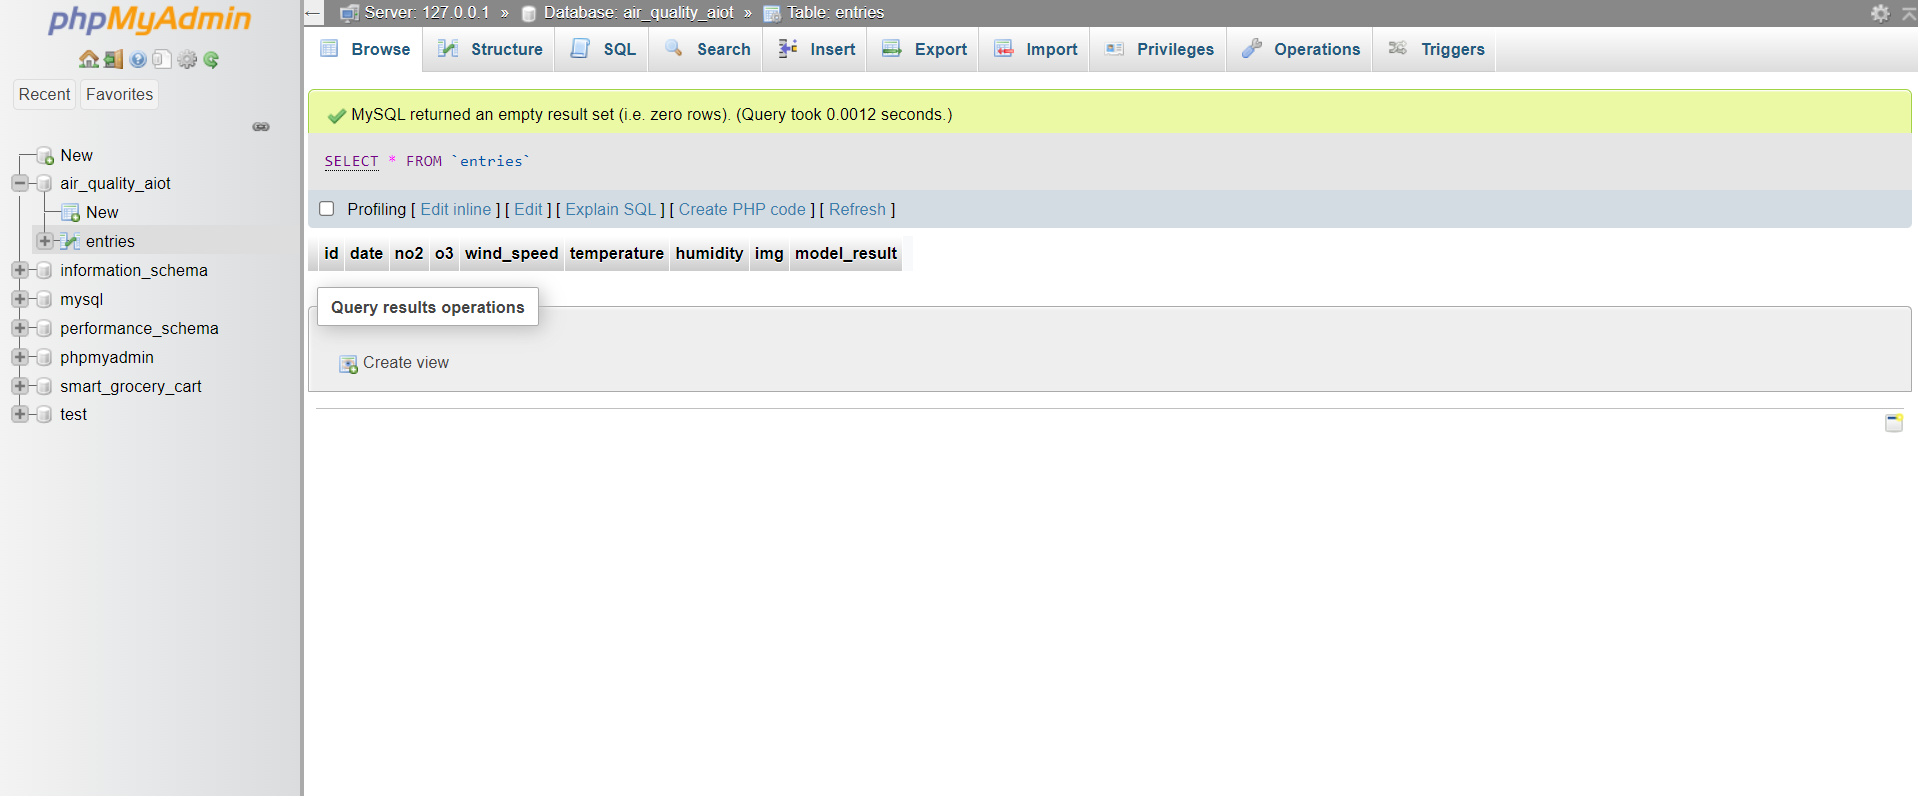 phpMyAdmin
Recent Favorites
New
air_quality_aiot
New
entries
information_schema
mysql
performance_schema
phpmyadmin
smart_grocery_cart
test
← Server: 127.0.0.1 » Database: air_quality_aiot » Table: entries
Browse Structure SQL Search Insert Export Import Privileges Operations Triggers
MySQL returned an empty result set (i.e. zero rows). (Query took 0.0012 seconds.)
SELECT * FROM `entries`
Profiling [ Edit inline ] [ Edit ] [ Explain SQL ] [ Create PHP code ] [ Refresh ]
id date no2 o3 wind_speed temperature humidity img model_result
Query results operations
Create view